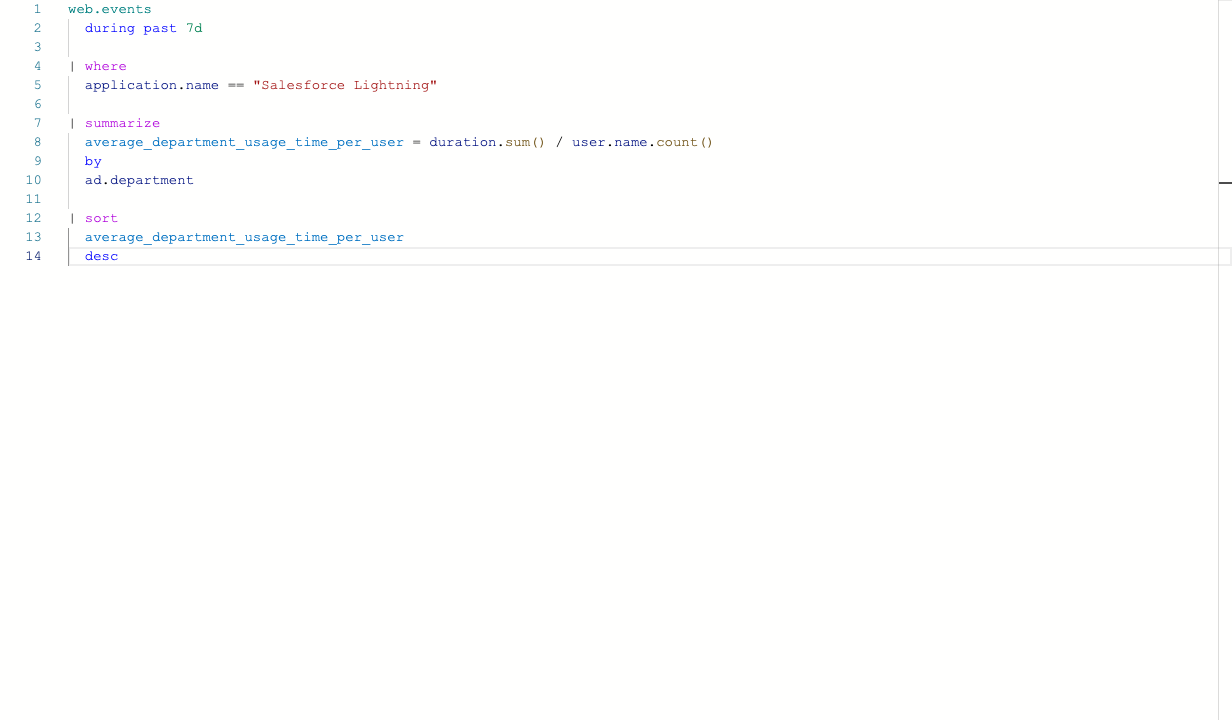 1 web.events
2 during past 7d
3
4 | where
5 application.name == "Salesforce Lightning"
6
7 | summarize
8 average_department_usage_time_per_user = duration.sum() / user.name.count()
9 by
10 ad.department
11
12 | sort
13 average_department_usage_time_per_user
14 desc